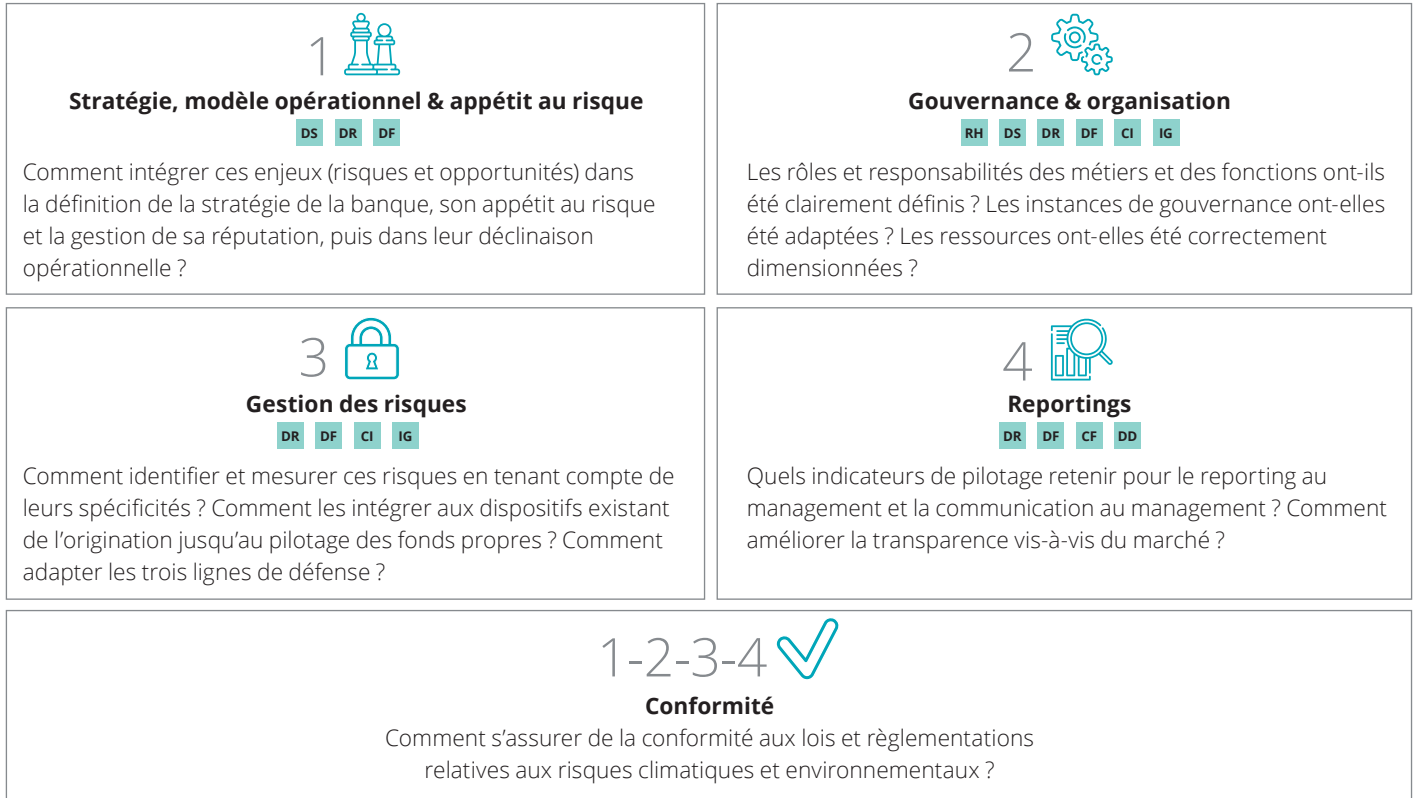 1
Stratégie, modèle opérationnel & appétit au risque
DS DR DF
Comment intégrer ces enjeux (risques et opportunités) dans
la définition de la stratégie de la banque, son appétit au risque
et la gestion de sa réputation, puis dans leur déclinaison
opérationnelle ?
2
Gouvernance & organisation
RH DS DR DF CI IG
Les rôles et responsabilités des métiers et des fonctions ont-ils
été clairement définis ? Les instances de gouvernance ont-elles
été adaptées ? Les ressources ont-elles été correctement
dimensionnées ?
3
Gestion des risques
DR DF CI IG
Comment identifier et mesurer ces risques en tenant compte de
leurs spécificités ? Comment les intégrer aux dispositifs existant
de l'origination jusqu'au pilotage des fonds propres ? Comment
adapter les trois lignes de défense ?
4
Reportings
DR DF CF DD
Quels indicateurs de pilotage retenir pour le reporting au
management et la communication au management ? Comment
améliorer la transparence vis-à-vis du marché ?
1-2-3-4
Conformité
Comment s'assurer de la conformité aux lois et règlementations
relatives aux risques climatiques et environnementaux ?